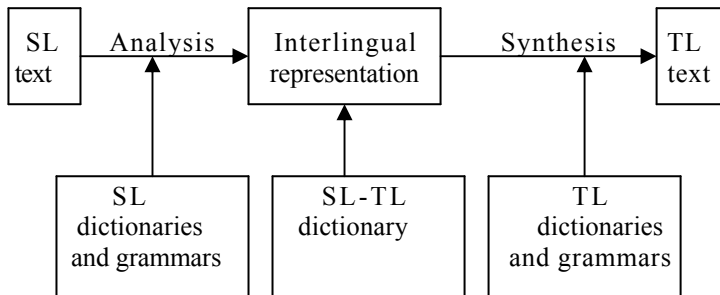 SL
text
Analysis
Interlingual
representation
Synthesis
TL
text
SL
dictionaries
and grammars
SL-TL
dictionary
TL
dictionaries
and grammars